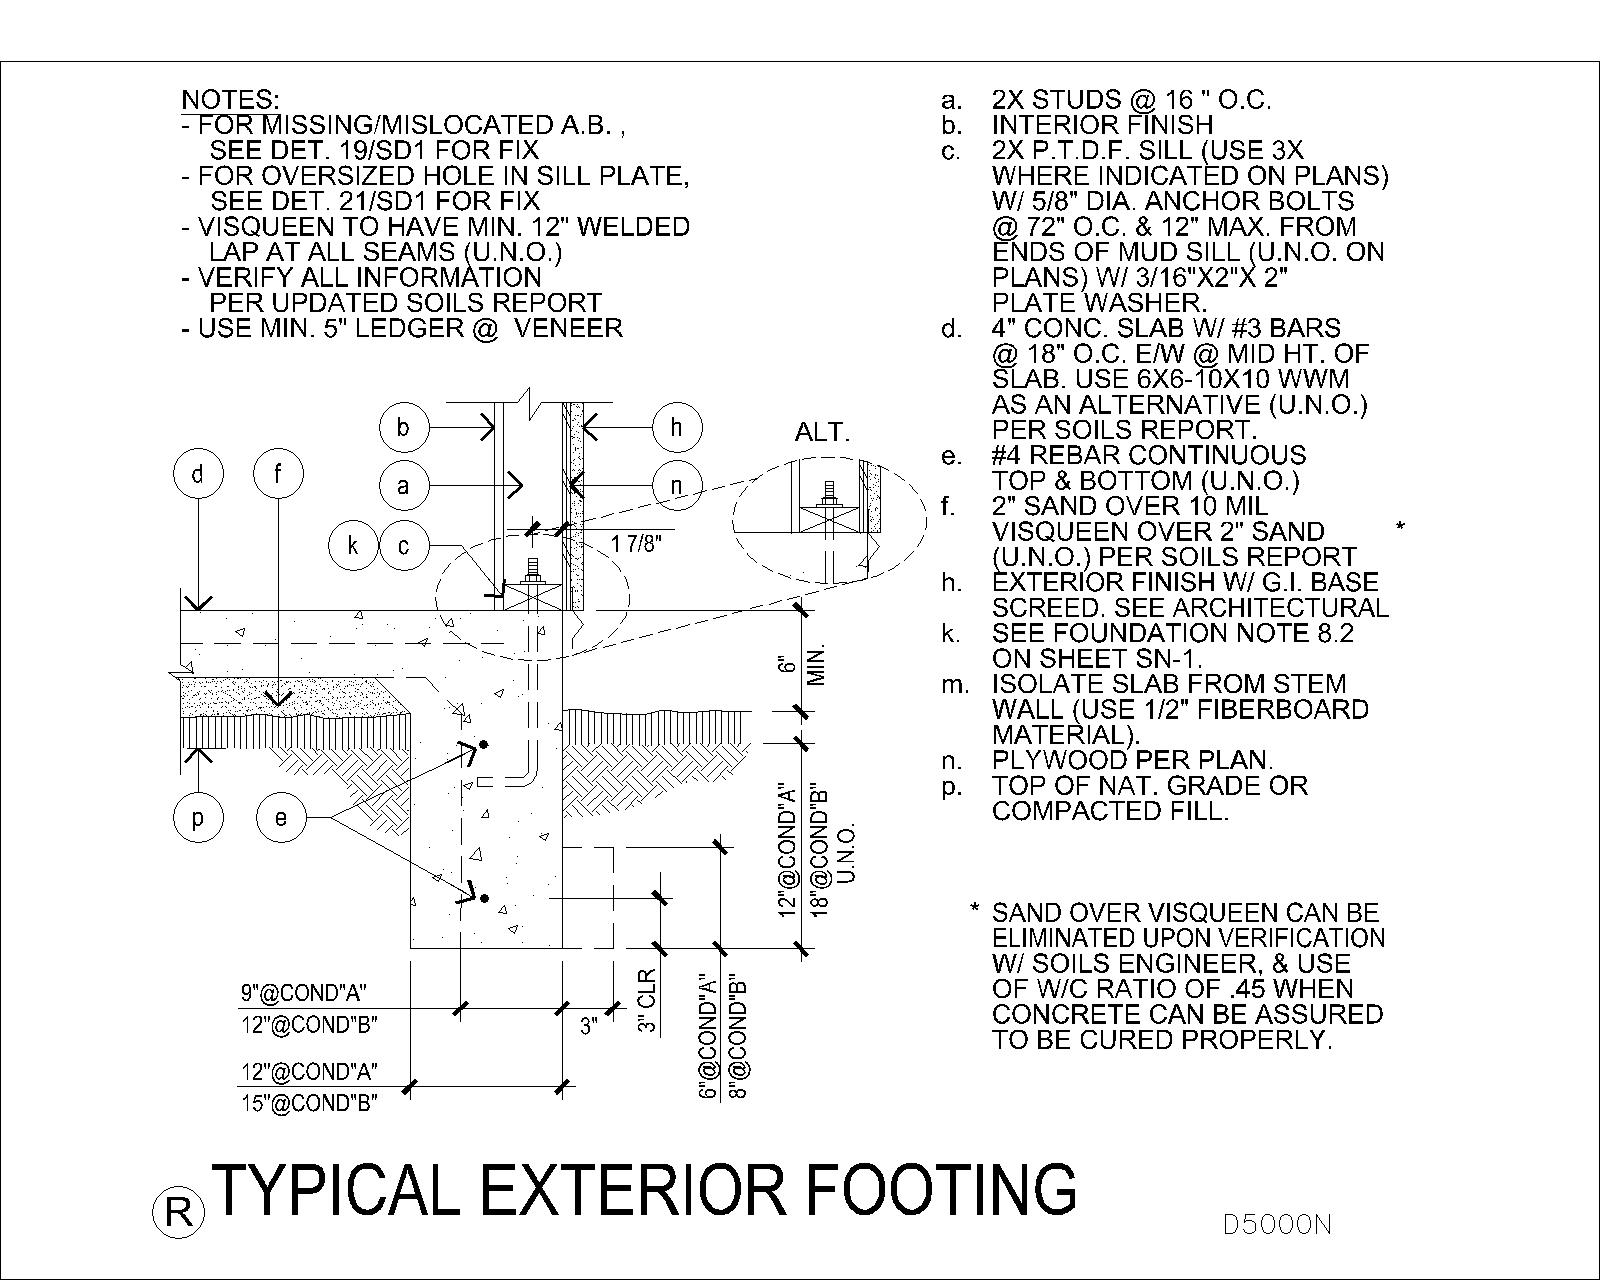 NOTES:
- FOR MISSING/MISLOCATED A.B. ,
SEE DET. 19/SD1 FOR FIX
- FOR OVERSIZED HOLE IN SILL PLATE,
SEE DET. 21/SD1 FOR FIX
- VISQUEEN TO HAVE MIN. 12" WELDED
LAP AT ALL SEAMS (U.N.O.)
- VERIFY ALL INFORMATION
PER UPDATED SOILS REPORT
- USE MIN. 5" LEDGER @ VENEER
b
h
d
f
a
n
k
c
1 7/8"
ALT.
6"
MIN.
p
e
12"@COND"A"
18"@COND"B"
U.N.O.
9"@COND"A"
12"@COND"B"
3"
3" CLR
6"@COND"A"
8"@COND"B"
12"@COND"A"
15"@COND"B"
a. 2X STUDS @ 16 " O.C.
b. INTERIOR FINISH
c. 2X P.T.D.F. SILL (USE 3X
WHERE INDICATED ON PLANS)
W/ 5/8" DIA. ANCHOR BOLTS
@ 72" O.C. & 12" MAX. FROM
ENDS OF MUD SILL (U.N.O. ON
PLANS) W/ 3/16"X2"X 2"
PLATE WASHER.
d. 4" CONC. SLAB W/ #3 BARS
@ 18" O.C. E/W @ MID HT. OF
SLAB. USE 6X6-10X10 WWM
AS AN ALTERNATIVE (U.N.O.)
PER SOILS REPORT.
e. #4 REBAR CONTINUOUS
TOP & BOTTOM (U.N.O.)
f. 2" SAND OVER 10 MIL
VISQUEEN OVER 2" SAND *
(U.N.O.) PER SOILS REPORT
h. EXTERIOR FINISH W/ G.I. BASE
SCREED. SEE ARCHITECTURAL
k. SEE FOUNDATION NOTE 8.2
ON SHEET SN-1.
m. ISOLATE SLAB FROM STEM
WALL (USE 1/2" FIBERBOARD
MATERIAL).
n. PLYWOOD PER PLAN.
p. TOP OF NAT. GRADE OR
COMPACTED FILL.
* SAND OVER VISQUEEN CAN BE
ELIMINATED UPON VERIFICATION
W/ SOILS ENGINEER, & USE
OF W/C RATIO OF .45 WHEN
CONCRETE CAN BE ASSURED
TO BE CURED PROPERLY.
R TYPICAL EXTERIOR FOOTING
D5000N